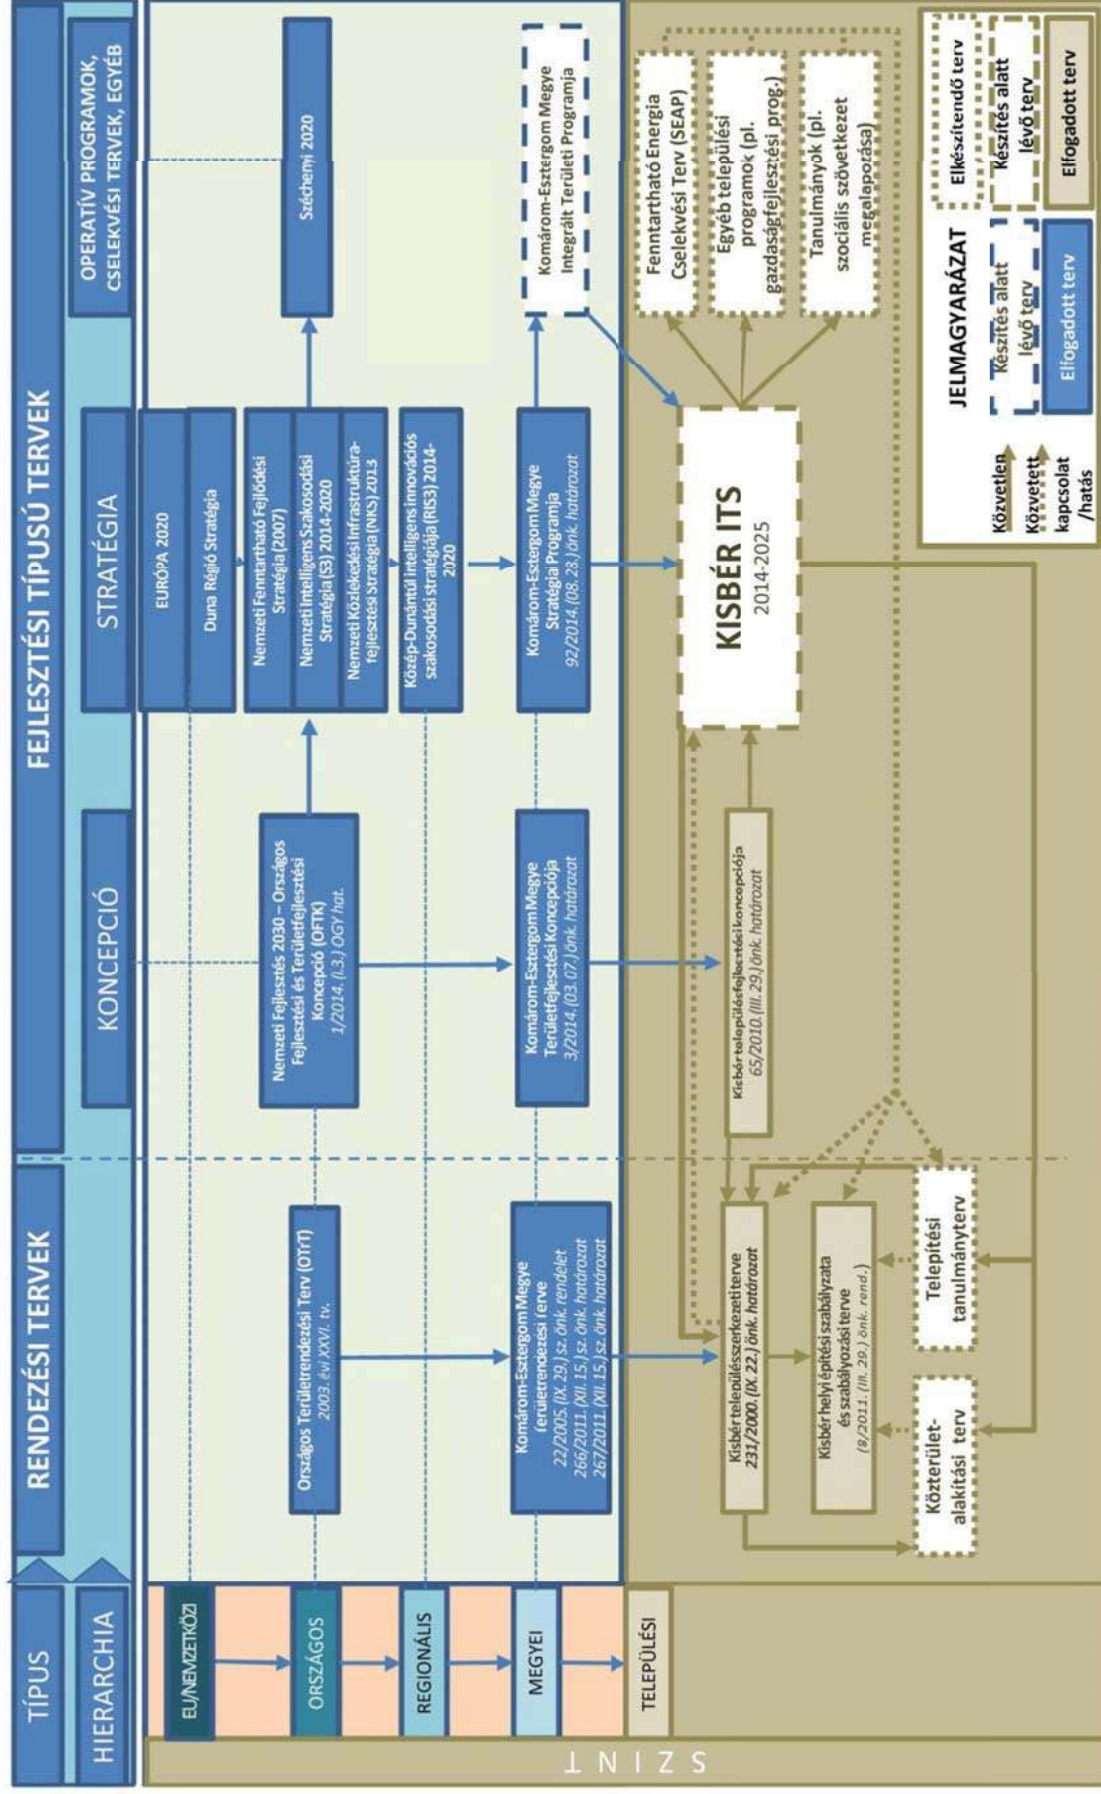 TÍPUS
RENDEZÉSI TERVEK
FEJLESZTÉSI TÍPUSÚ TERVEK
HIERARCHIA
KONCEPCIÓ
STRATÉGIA
OPERATÍV PROGRAMOK,
CSELEKVÉSI TERVEK, EGYÉB
SZINT
EU/NEMZETKÖZI
EURÓPA 2020
Duna Régió Stratégia
ORSZÁGOS
Országos Területrendezési Terv (OTrT)
2003. évi XXVI. tv.
Nemzeti Fejlesztés 2030 – Országos
Fejlesztési és Területfejlesztési
Koncepció (OFTK)
1/2014. (I.3.) OGY hat.
Nemzeti Fenntartható Fejlődési
Stratégia (2007)
Nemzeti Intelligens Szakosodási
Stratégia (S3) 2014-2020
Nemzeti Közlekedési Infrastruktúra-
fejlesztési Stratégia (NKS) 2013
Széchenyi 2020
REGIONÁLIS
Közép-Dunántúl intelligens innovációs
szakosodási stratégiája (RIS3) 2014-
2020
MEGYEI
Komárom-Esztergom Megye
Területrendezési Terve
22/2005. (IX. 29.) sz. önk. rendelet
266/2011. (XII. 15.) sz. önk. határozat
267/2011. (XII. 15.) sz. önk. határozat
Komárom-Esztergom Megye
Területfejlesztési Koncepciója
3/2014. (03. 07.) önk. határozat
Komárom-Esztergom Megye
Stratégia Programja
92/2014. (08. 28.) önk. határozat
Komárom-Esztergom Megye
Integrált Területi Programja
TELEPÜLÉSI
Kisbér településszerkezeti terve
231/2000. (IX. 22.) önk. határozat
Kisbér helyi építési szabályzata
és szabályozási terve
(8/2011. (III. 29.) önk. rend.)
Közterület-
alakítási terv
Telepítési
tanulmányterv
Kisbér településfejlesztési koncepciója
65/2010. (III. 29.) önk. határozat
KISBÉR ITS
2014-2025
Fenntartható Energia
Cselekvési Terv (SEAP)
Egyéb települési
programok (pl.
gazdaságfejlesztési prog.)
Tanulmányok (pl.
szociális szövetkezet
megalapotása)
JELMAGYARÁZAT
Közvetlen
Közvetett
kapcsolat
/hatás
Készítés alatt
lévő terv
Elfogadott terv
Elkészítendő terv
Készítés alatt
lévő terv
Elfogadott terv